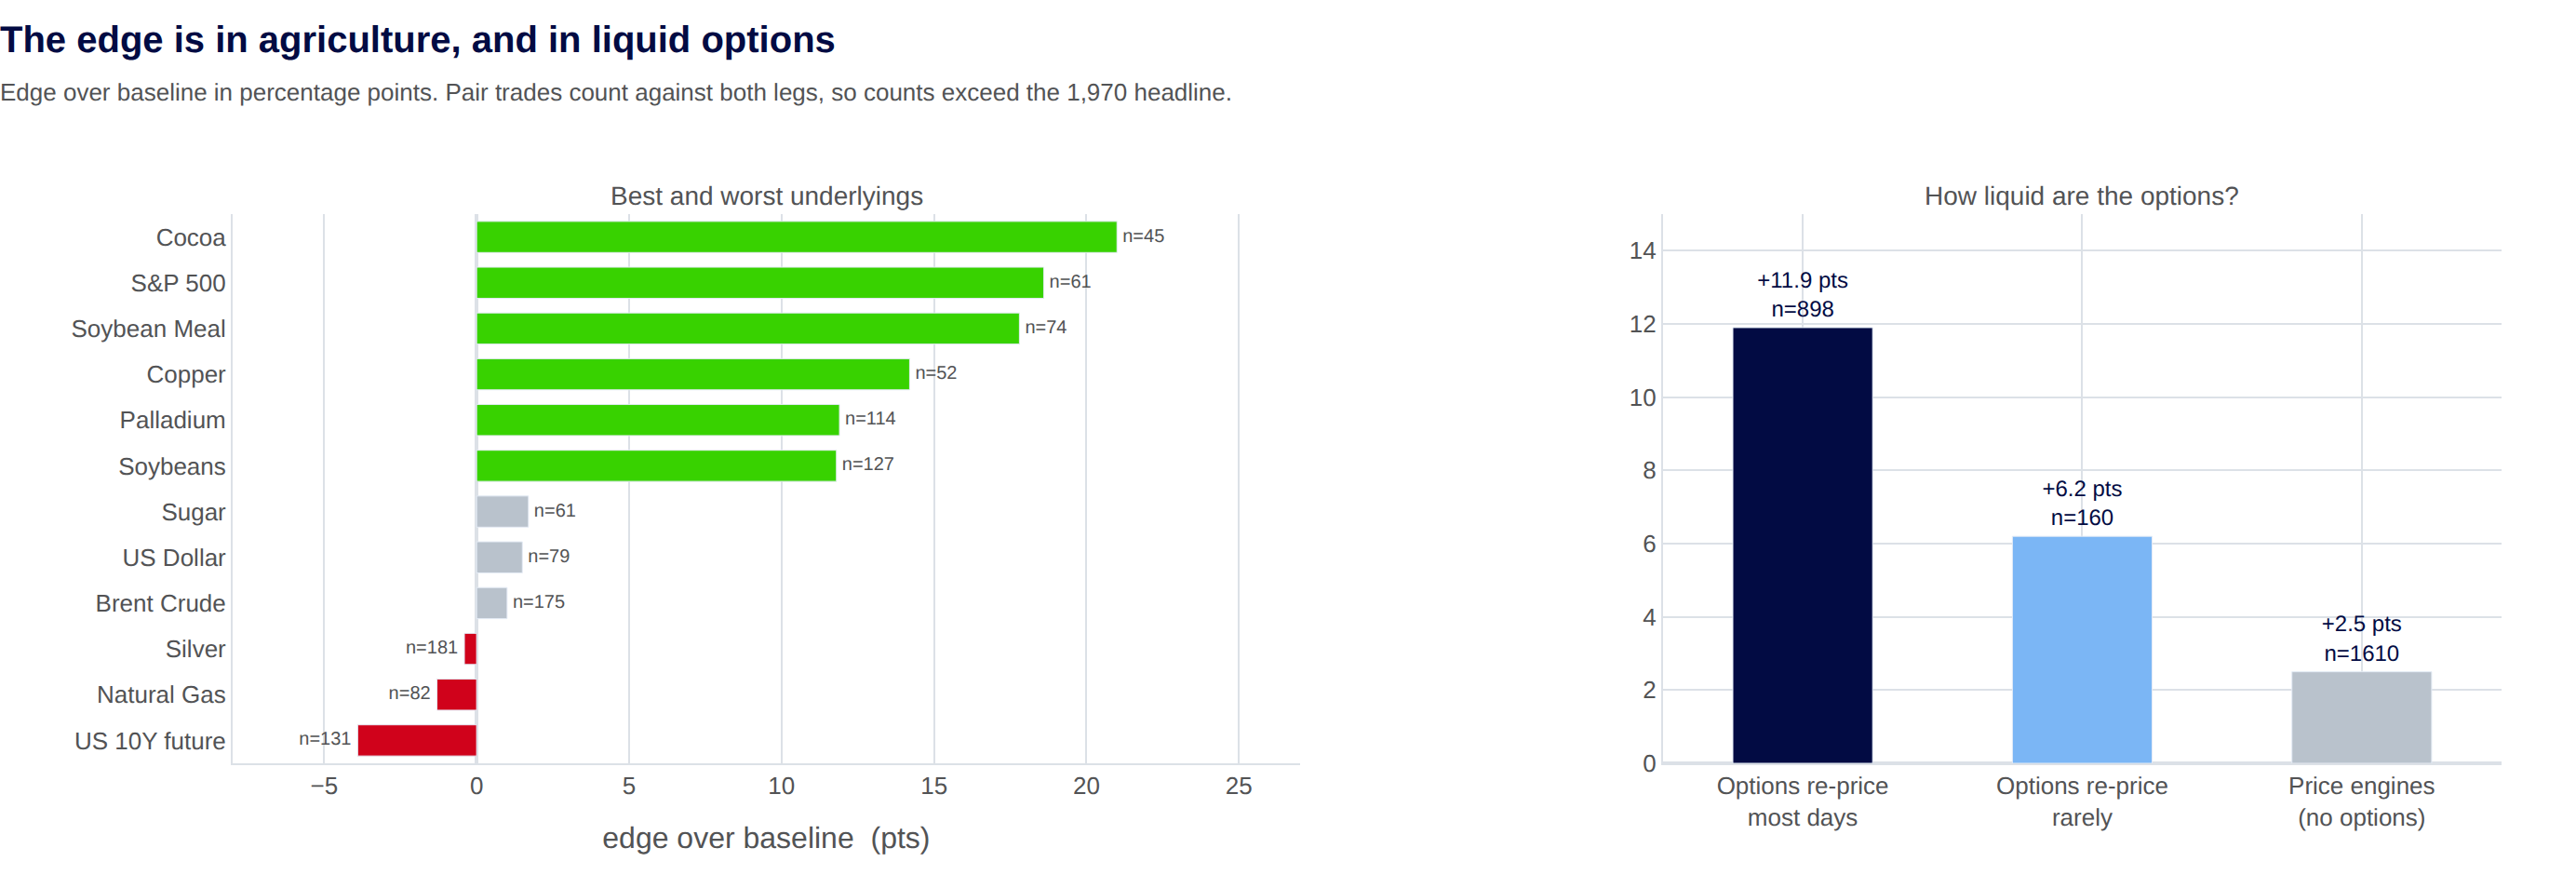 The edge is in agriculture, and in liquid options
Edge over baseline in percentage points. Pair trades count against both legs, so counts exceed the 1,970 headline.
Best and worst underlyings
Cocoa
n=45
S&P 500
n=61
Soybean Meal
n=74
Copper
n=52
Palladium
n=114
Soybeans
n=127
Sugar
n=61
US Dollar
n=79
Brent Crude
n=175
Silver
n=181
Natural Gas
n=82
US 10Y future
n=131
−5 0 5 10 15 20 25
edge over baseline (pts)
How liquid are the options?
14
12
10
8
6
4
2
0
+11.9 pts
n=898
+6.2 pts
n=160
+2.5 pts
n=1610
Options re-price
most days
Options re-price
rarely
Price engines
(no options)